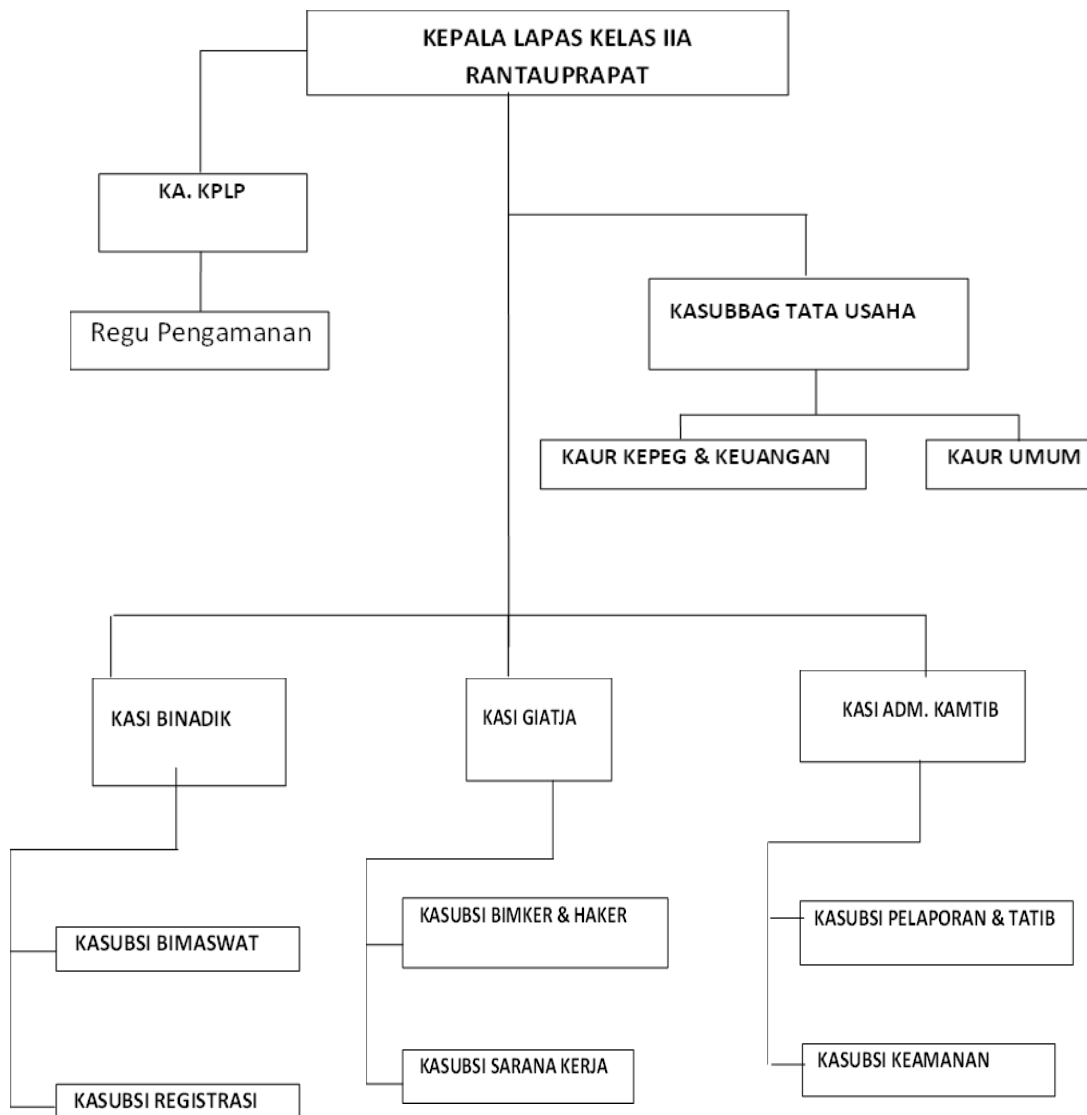 KEPALA LAPAS KELAS IIA
RANTAUPRAPAT
KA. KPLP
Regu Pengamanan
KASUBBAG TATA USAHA
KAUR KEPEG & KEUANGAN
KAUR UMUM
KASI BINADIK
KASI GIATJA
KASI ADM. KAMTIB
KASUBSI BIMASWAT
KASUBSI BIMKER & HAKER
KASUBSI PELAPORAN & TATIB
KASUBSI REGISTRASI
KASUBSI SARANA KERJA
KASUBSI KEAMANAN